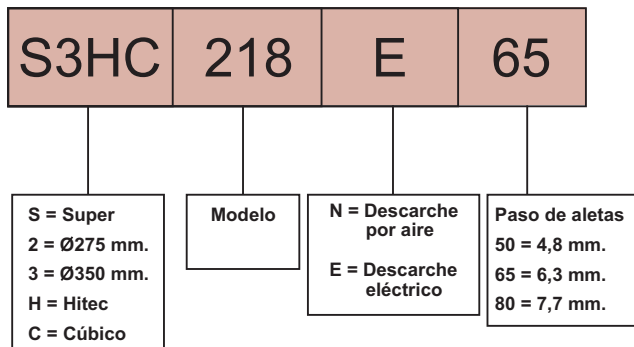 S3HC 218 E 65
S = Super
2 = Ø275 mm.
3 = Ø350 mm.
H = Hitec
C = Cúbico
Modelo
N = Descarche
por aire
E = Descarche
eléctrico
Paso de aletas
50 = 4,8 mm.
65 = 6,3 mm.
80 = 7,7 mm.